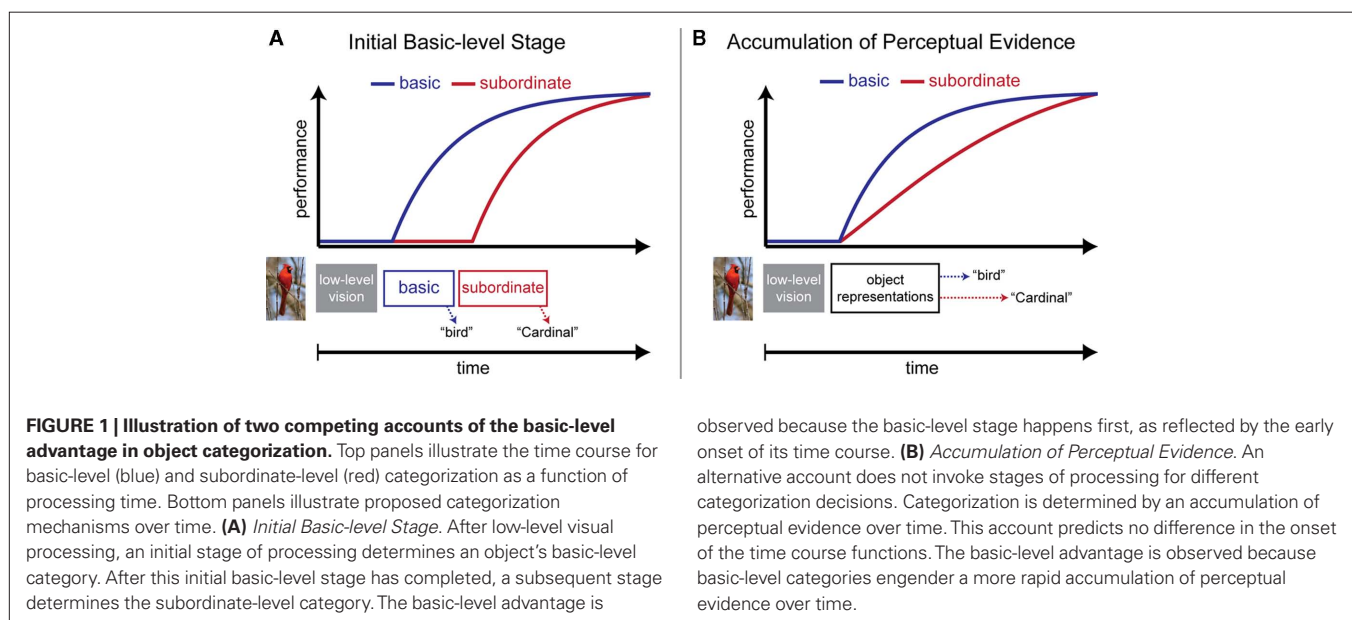 A Initial Basic-level Stage
basic subordinate
performance
low-level
vision
basic
subordinate
"bird"
"Cardinal"
time
B Accumulation of Perceptual Evidence
basic subordinate
performance
low-level
vision
object
representations
"bird"
"Cardinal"
time
FIGURE 1 | Illustration of two competing accounts of the basic-level
advantage in object categorization. Top panels illustrate the time course for
basic-level (blue) and subordinate-level (red) categorization as a function of
processing time. Bottom panels illustrate proposed categorization
mechanisms over time. (A) Initial Basic-level Stage. After low-level visual
processing, an initial stage of processing determines an object's basic-level
category. After this initial basic-level stage has completed, a subsequent stage
determines the subordinate-level category. The basic-level advantage is
observed because the basic-level stage happens first, as reflected by the early
onset of its time course. (B) Accumulation of Perceptual Evidence. An
alternative account does not invoke stages of processing for different
categorization decisions. Categorization is determined by an accumulation of
perceptual evidence over time. This account predicts no difference in the onset
of the time course functions. The basic-level advantage is observed because
basic-level categories engender a more rapid accumulation of perceptual
evidence over time.